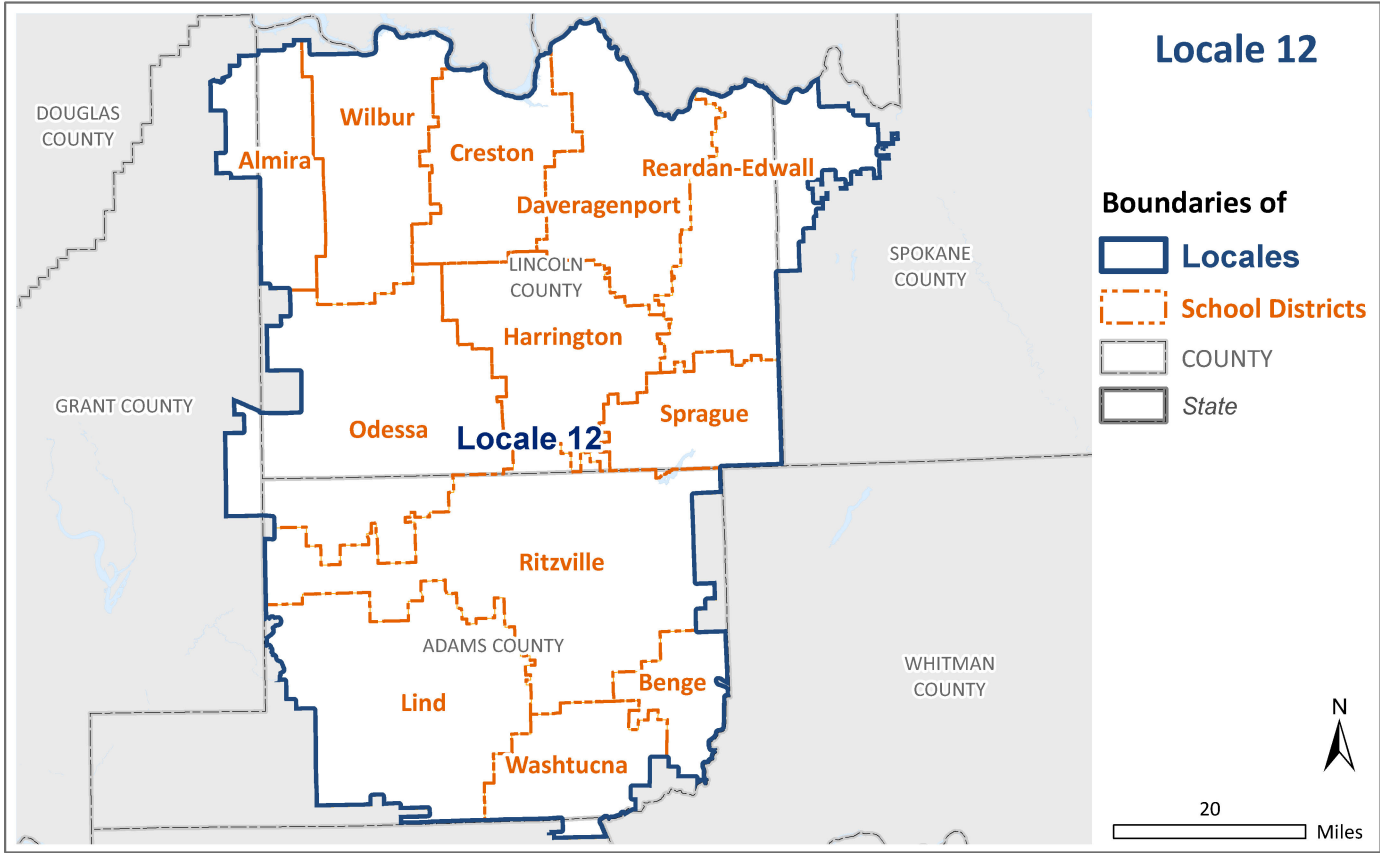 Locale 12
DOUGLAS
COUNTY
Wilbur
Almira
Creston
Reardan-Edwall
Daveragenport
LINCOLN
COUNTY
SPOKANE
COUNTY
Harrington
GRANT COUNTY
Odessa
Sprague
Locale 12
Ritzville
ADAMS COUNTY
WHITMAN
COUNTY
Benge
Lind
Washtucna
Boundaries of
Locales
School Districts
COUNTY
State
N
20
Miles